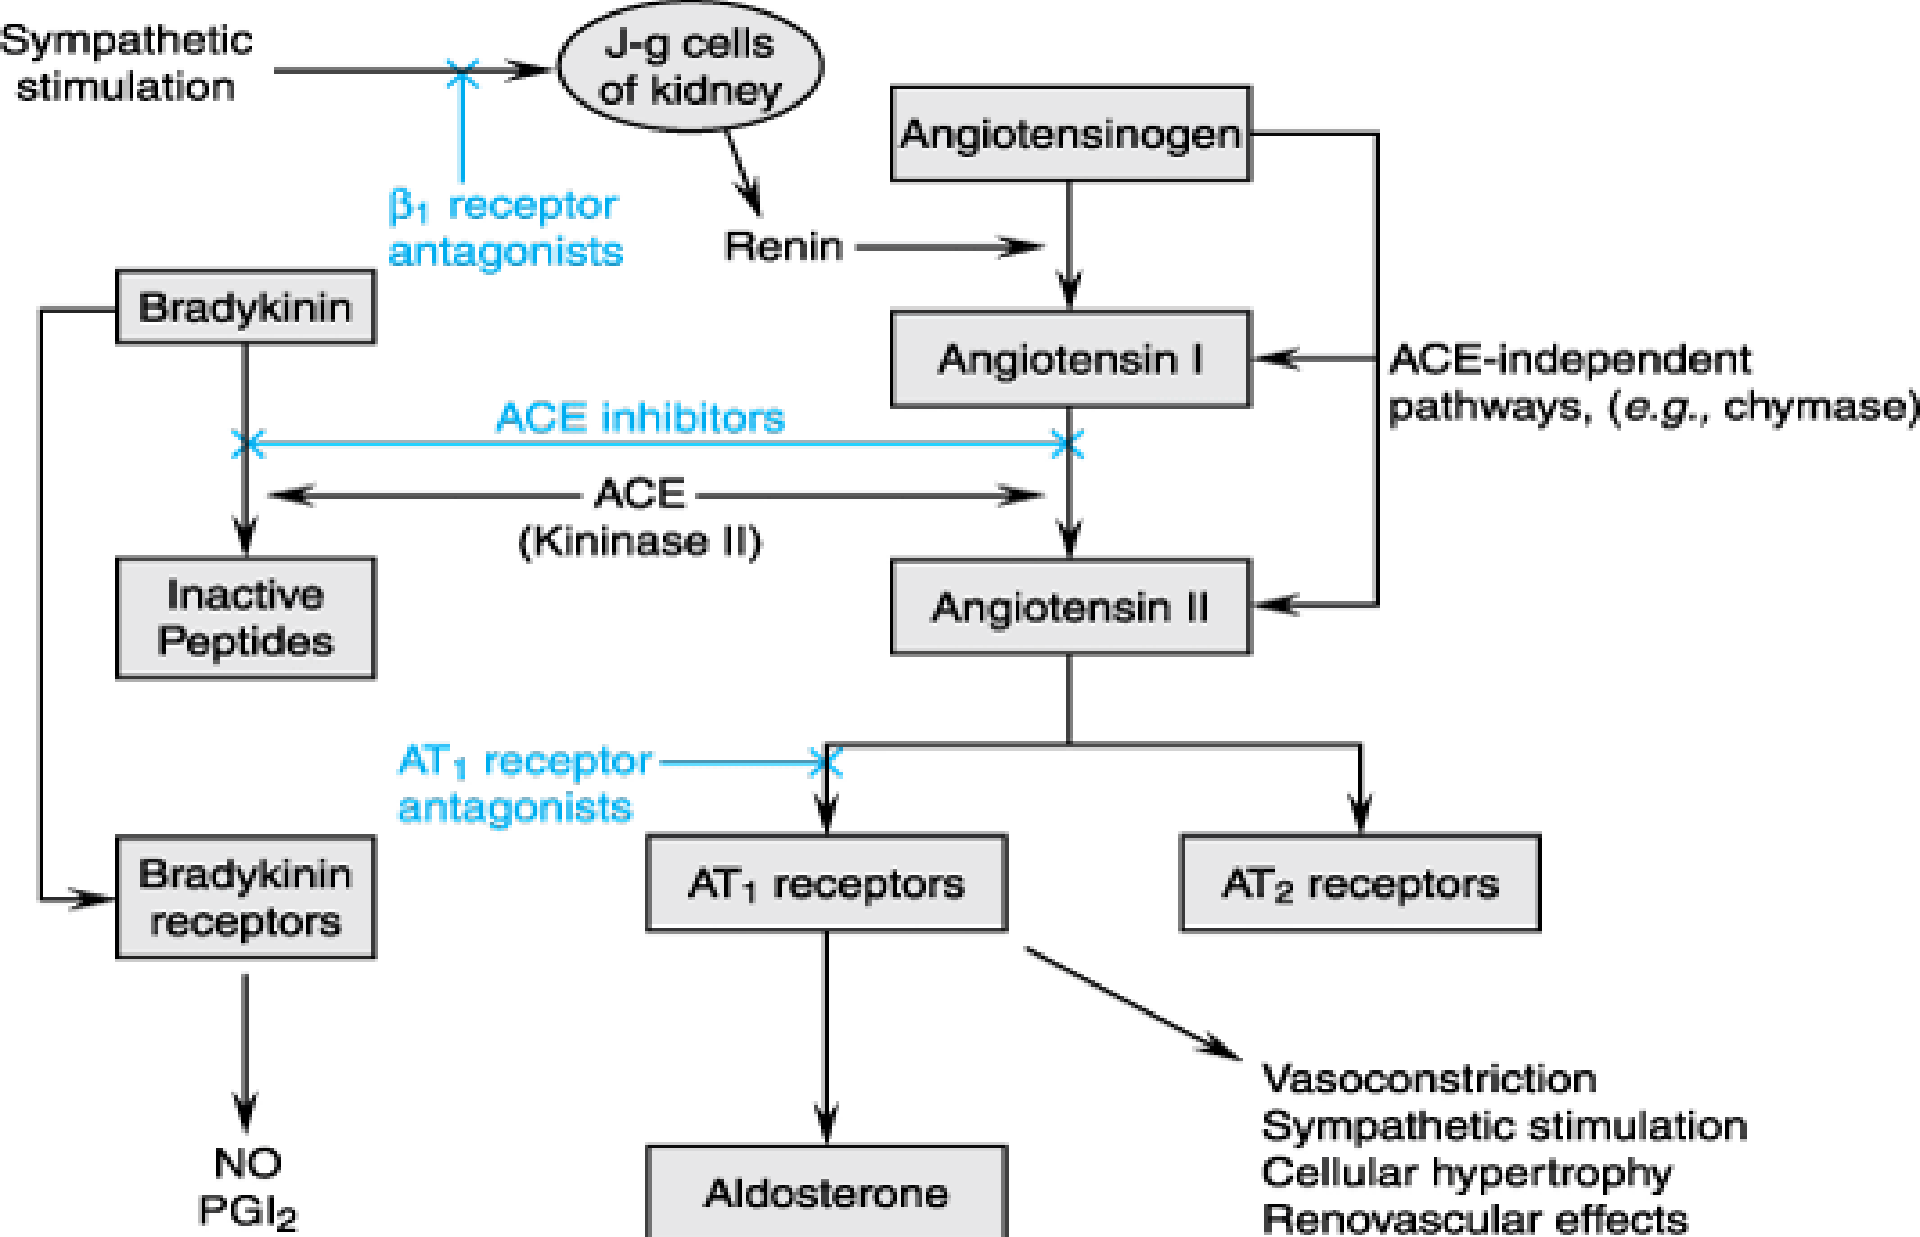 Sympathetic
stimulation
J-g cells
of kidney
Angiotensinogen
β₁ receptor
antagonists
Renin
Bradykinin
Angiotensin I
ACE-independent
pathways, (e.g., chymase)
ACE inhibitors
ACE
(Kininase II)
Inactive
Peptides
Angiotensin II
AT₁ receptor
antagonists
Bradykinin
receptors
AT₁ receptors
AT₂ receptors
NO
PGI₂
Aldosterone
Vasoconstriction
Sympathetic stimulation
Cellular hypertrophy
Renovascular effects